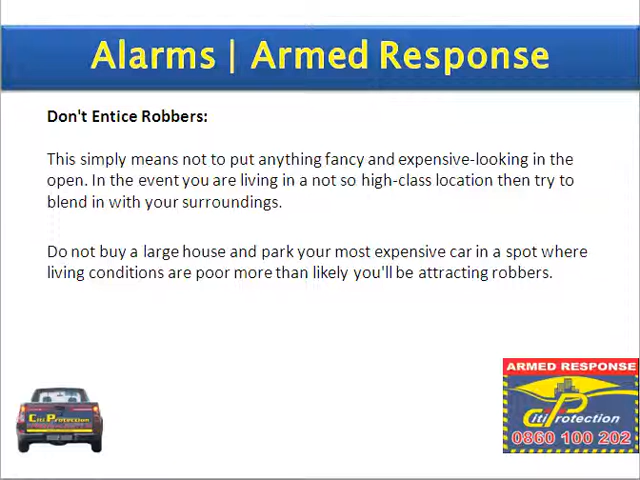 Alarms | Armed Response
Don't Entice Robbers:
This simply means not to put anything fancy and expensive-looking in the
open. In the event you are living in a not so high-class location then try to
blend in with your surroundings.
Do not buy a large house and park your most expensive car in a spot where
living conditions are poor more than likely you'll be attracting robbers.
Citi Protection
ARMED RESPONSE
Citi Protection
0860 100 202